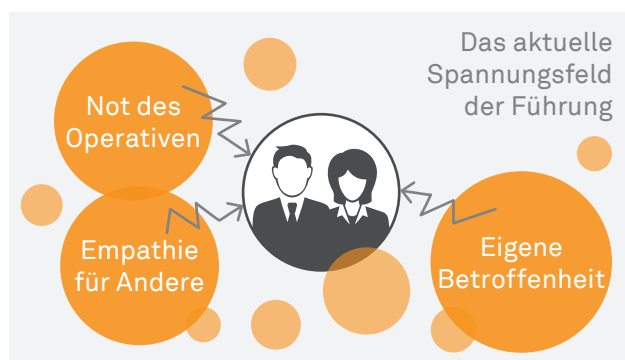 Das aktuelle
Spannungsfeld
der Führung
Not des
Operativen
Empathie
für Andere
Eigene
Betroffenheit